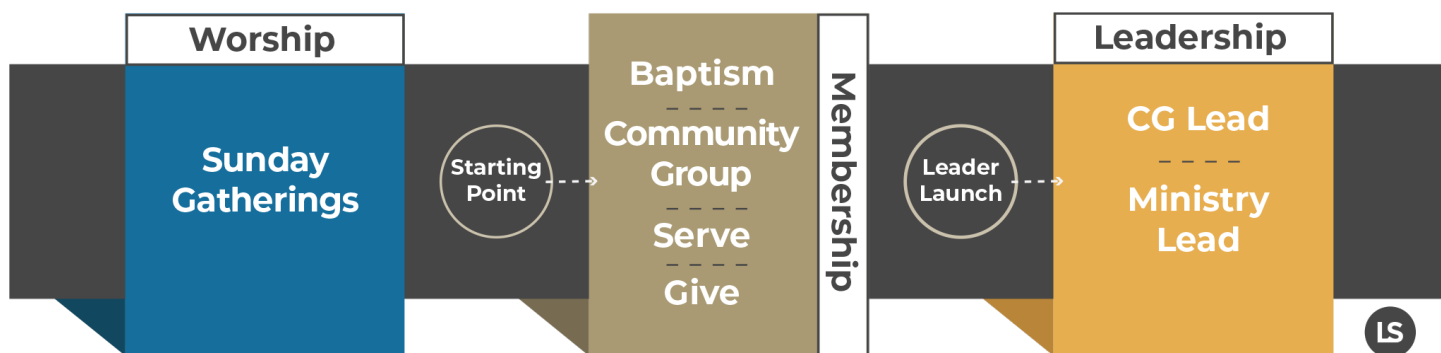 Worship
Sunday
Gatherings
Starting
Point
Baptism
Community
Group
Serve
Give
Membership
Leader
Launch
Leadership
CG Lead
Ministry
Lead
LS